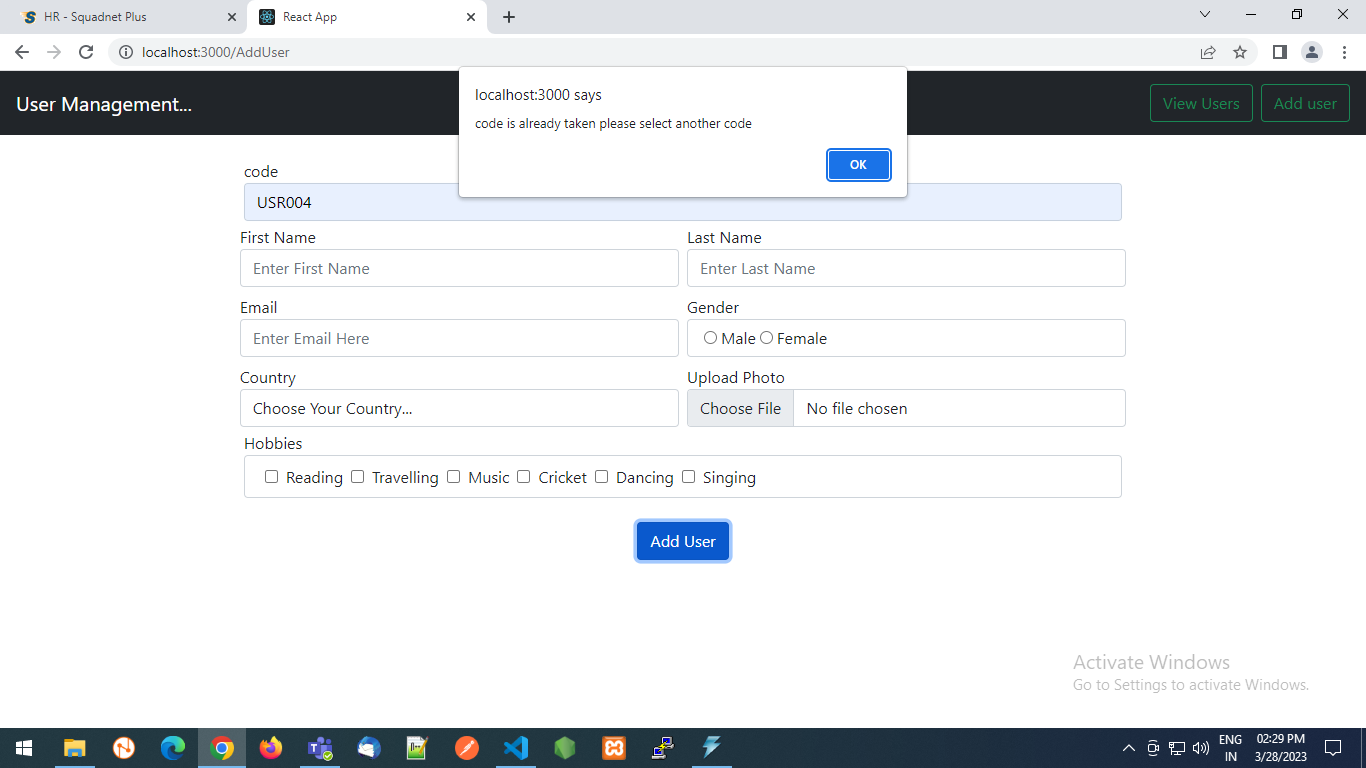 HR - Squadnet Plus
React App
localhost:3000/AddUser
User Management...
View Users
Add user
localhost:3000 says
code is already taken please select another code
OK
code
USR004
First Name
Last Name
Enter First Name
Enter Last Name
Email
Gender
Enter Email Here
Male Female
Country
Upload Photo
Choose Your Country...
Choose File No file chosen
Hobbies
Reading Travelling Music Cricket Dancing Singing
Add User
Activate Windows
Go to Settings to activate Windows.
ENG
IN
02:29 PM
3/28/2023